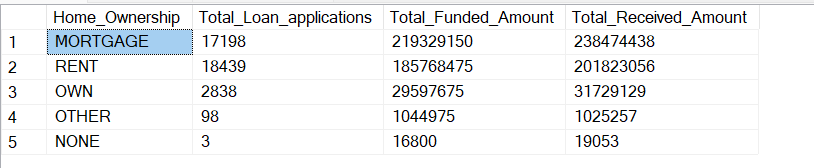 Home_Ownership Total_Loan_applications Total_Funded_Amount Total_Received_Amount
1 MORTGAGE 17198 219329150 238474438
2 RENT 18439 185768475 201823056
3 OWN 2838 29597675 31729129
4 OTHER 98 1044975 1025257
5 NONE 3 16800 19053